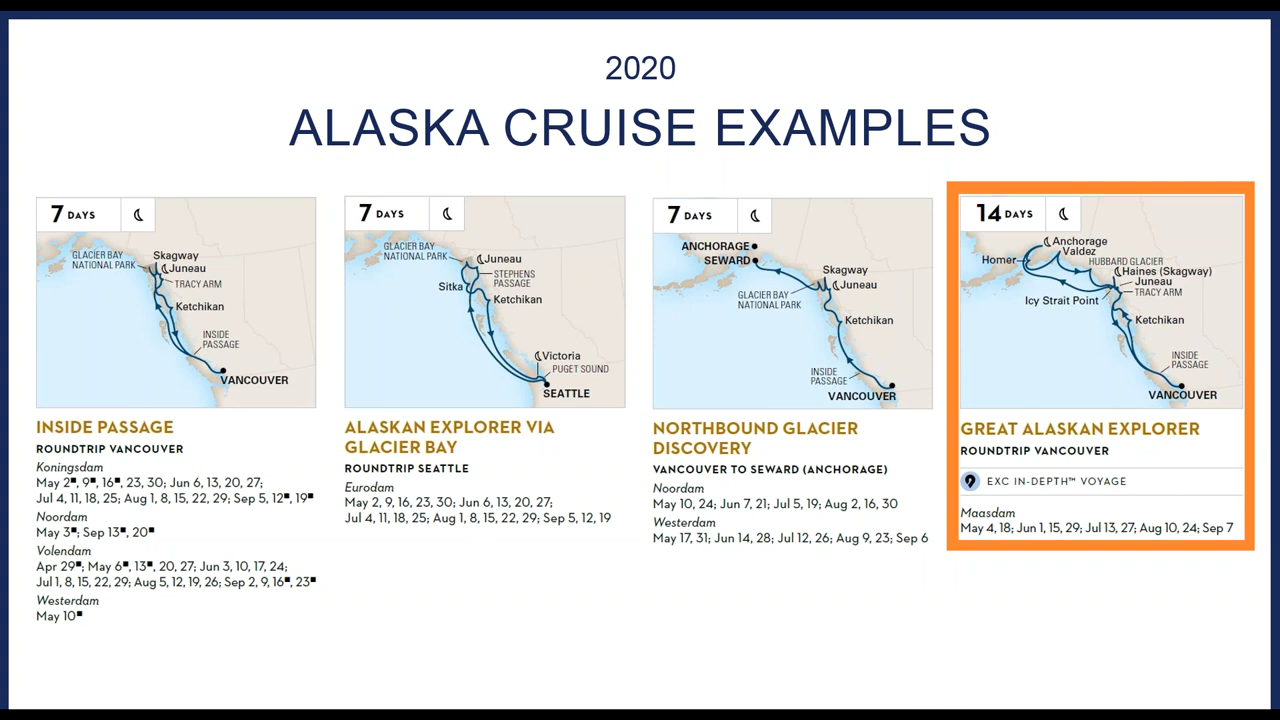 2020
ALASKA CRUISE EXAMPLES
7 DAYS
GLACIER BAY
NATIONAL PARK
Skagway
Juneau
TRACY ARM
Ketchikan
INSIDE
PASSAGE
VANCOUVER
INSIDE PASSAGE
ROUNDTRIP VANCOUVER
Koningsdam
May 2■, 9■, 16■, 23, 30; Jun 6, 13, 20, 27;
Jul 4, 11, 18, 25; Aug 1, 8, 15, 22, 29; Sep 5, 12■, 19■
Noordam
May 3■; Sep 13■, 20■
Volendam
Apr 29■; May 6■, 13■, 20, 27; Jun 3, 10, 17, 24;
Jul 1, 8, 15, 22, 29; Aug 5, 12, 19, 26; Sep 2, 9, 16■, 23■
Westerdam
May 10■
7 DAYS
GLACIER BAY
NATIONAL PARK
Juneau
STEPHENS
PASSAGE
Sitka
Ketchikan
Victoria
PUGET SOUND
SEATTLE
ALASKAN EXPLORER VIA
GLACIER BAY
ROUNDTRIP SEATTLE
Eurodam
May 2, 9, 16, 23, 30; Jun 6, 13, 20, 27;
Jul 4, 11, 18, 25; Aug 1, 8, 15, 22, 29; Sep 5, 12, 19
7 DAYS
ANCHORAGE
SEWARD
Skagway
Juneau
GLACIER BAY
NATIONAL PARK
Ketchikan
INSIDE
PASSAGE
VANCOUVER
NORTHBOUND GLACIER
DISCOVERY
VANCOUVER TO SEWARD (ANCHORAGE)
Noordam
May 10, 24; Jun 7, 21; Jul 5, 19; Aug 2, 16, 30
Westerdam
May 17, 31; Jun 14, 28; Jul 12, 26; Aug 9, 23; Sep 6
14 DAYS
Anchorage
Valdez
Homer
HUBBARD GLACIER
Haines (Skagway)
Juneau
TRACY ARM
Icy Strait Point
Ketchikan
INSIDE
PASSAGE
VANCOUVER
GREAT ALASKAN EXPLORER
ROUNDTRIP VANCOUVER
EXC IN-DEPTH™ VOYAGE
Maasdam
May 4, 18; Jun 1, 15, 29; Jul 13, 27; Aug 10, 24; Sep 7